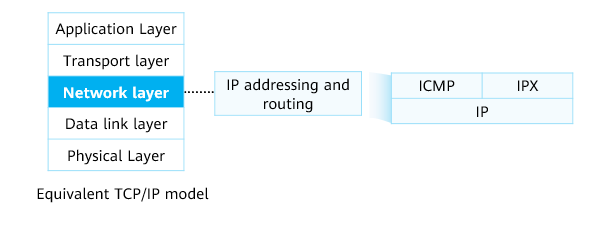 Application Layer
Transport layer
Network layer
IP addressing and
routing
ICMP
IPX
IP
Data link layer
Physical Layer
Equivalent TCP/IP model